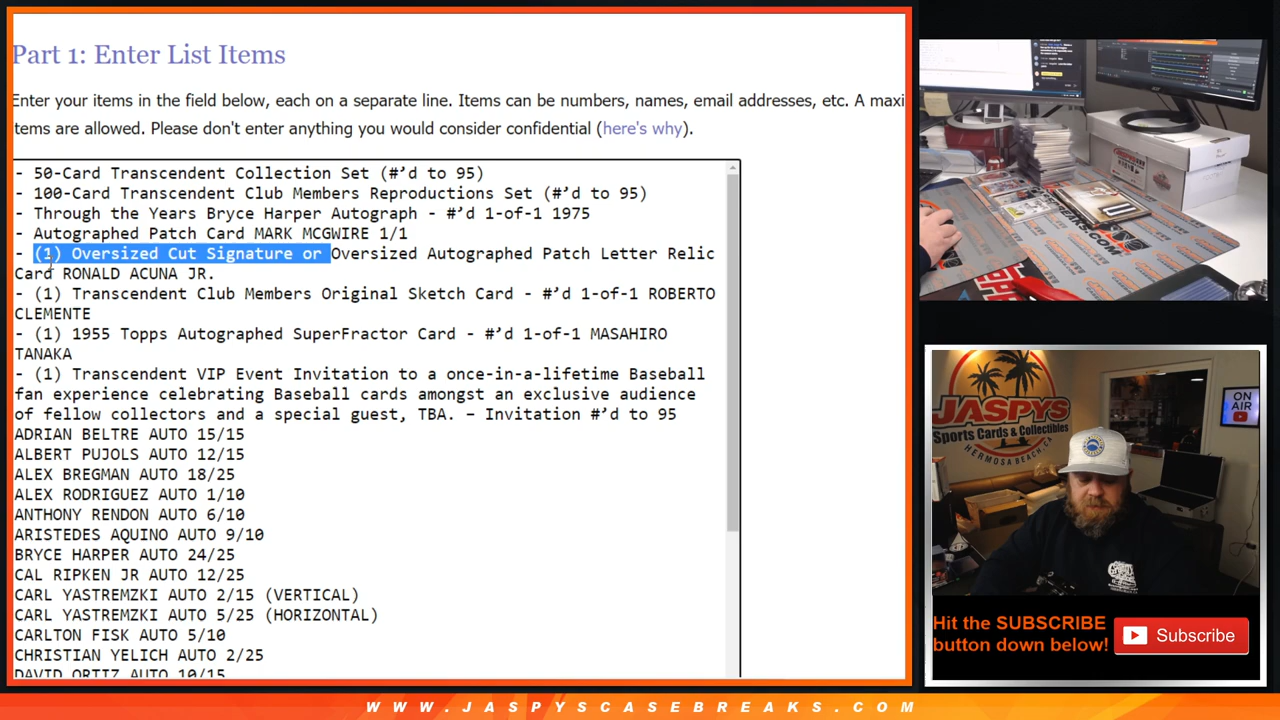 Part 1: Enter List Items
Enter your items in the field below, each on a separate line. Items can be numbers, names, email addresses, etc. A maxi
items are allowed. Please don't enter anything you would consider confidential (here's why).
- 50-Card Transcendent Collection Set (#’d to 95)
- 100-Card Transcendent Club Members Reproductions Set (#’d to 95)
- Through the Years Bryce Harper Autograph - #’d 1-of-1 1975
- Autographed Patch Card MARK MCGWIRE 1/1
- (1) Oversized Cut Signature or Oversized Autographed Patch Letter Relic
Card RONALD ACUNA JR.
- (1) Transcendent Club Members Original Sketch Card - #’d 1-of-1 ROBERTO
CLEMENTE
- (1) 1955 Topps Autographed SuperFractor Card - #’d 1-of-1 MASAHIRO
TANAKA
- (1) Transcendent VIP Event Invitation to a once-in-a-lifetime Baseball
fan experience celebrating Baseball cards amongst an exclusive audience
of fellow collectors and a special guest, TBA. – Invitation #’d to 95
ADRIAN BELTRE AUTO 15/15
ALBERT PUJOLS AUTO 12/15
ALEX BREGMAN AUTO 18/25
ALEX RODRIGUEZ AUTO 1/10
ANTHONY RENDON AUTO 6/10
ARISTEDES AQUINO AUTO 9/10
BRYCE HARPER AUTO 24/25
CAL RIPKEN JR AUTO 12/25
CARL YASTREMZKI AUTO 2/15 (VERTICAL)
CARL YASTREMZKI AUTO 5/25 (HORIZONTAL)
CARLTON FISK AUTO 5/10
CHRISTIAN YELICH AUTO 2/25
DAVID ORTIZ AUTO 10/15
JASPYS
Sports Cards & Collectibles
HERMOSA BEACH, CA
ON
AIR
Hit the SUBSCRIBE
button down below!
Subscribe
WWW.JASPYSCASEBREAKS.COM